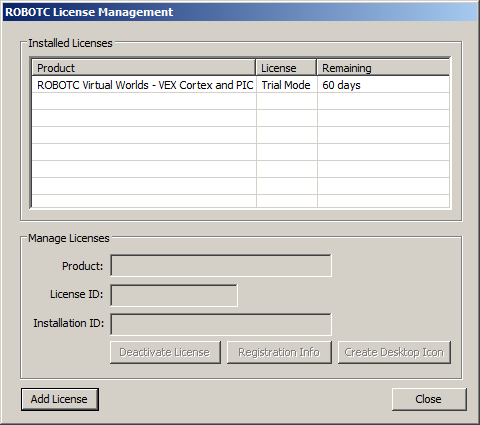 ROBOTC License Management
Installed Licenses
Product License Remaining
ROBOTC Virtual Worlds - VEX Cortex and PIC Trial Mode 60 days
Manage Licenses
Product:
License ID:
Installation ID:
Deactivate License Registration Info Create Desktop Icon
Add License Close